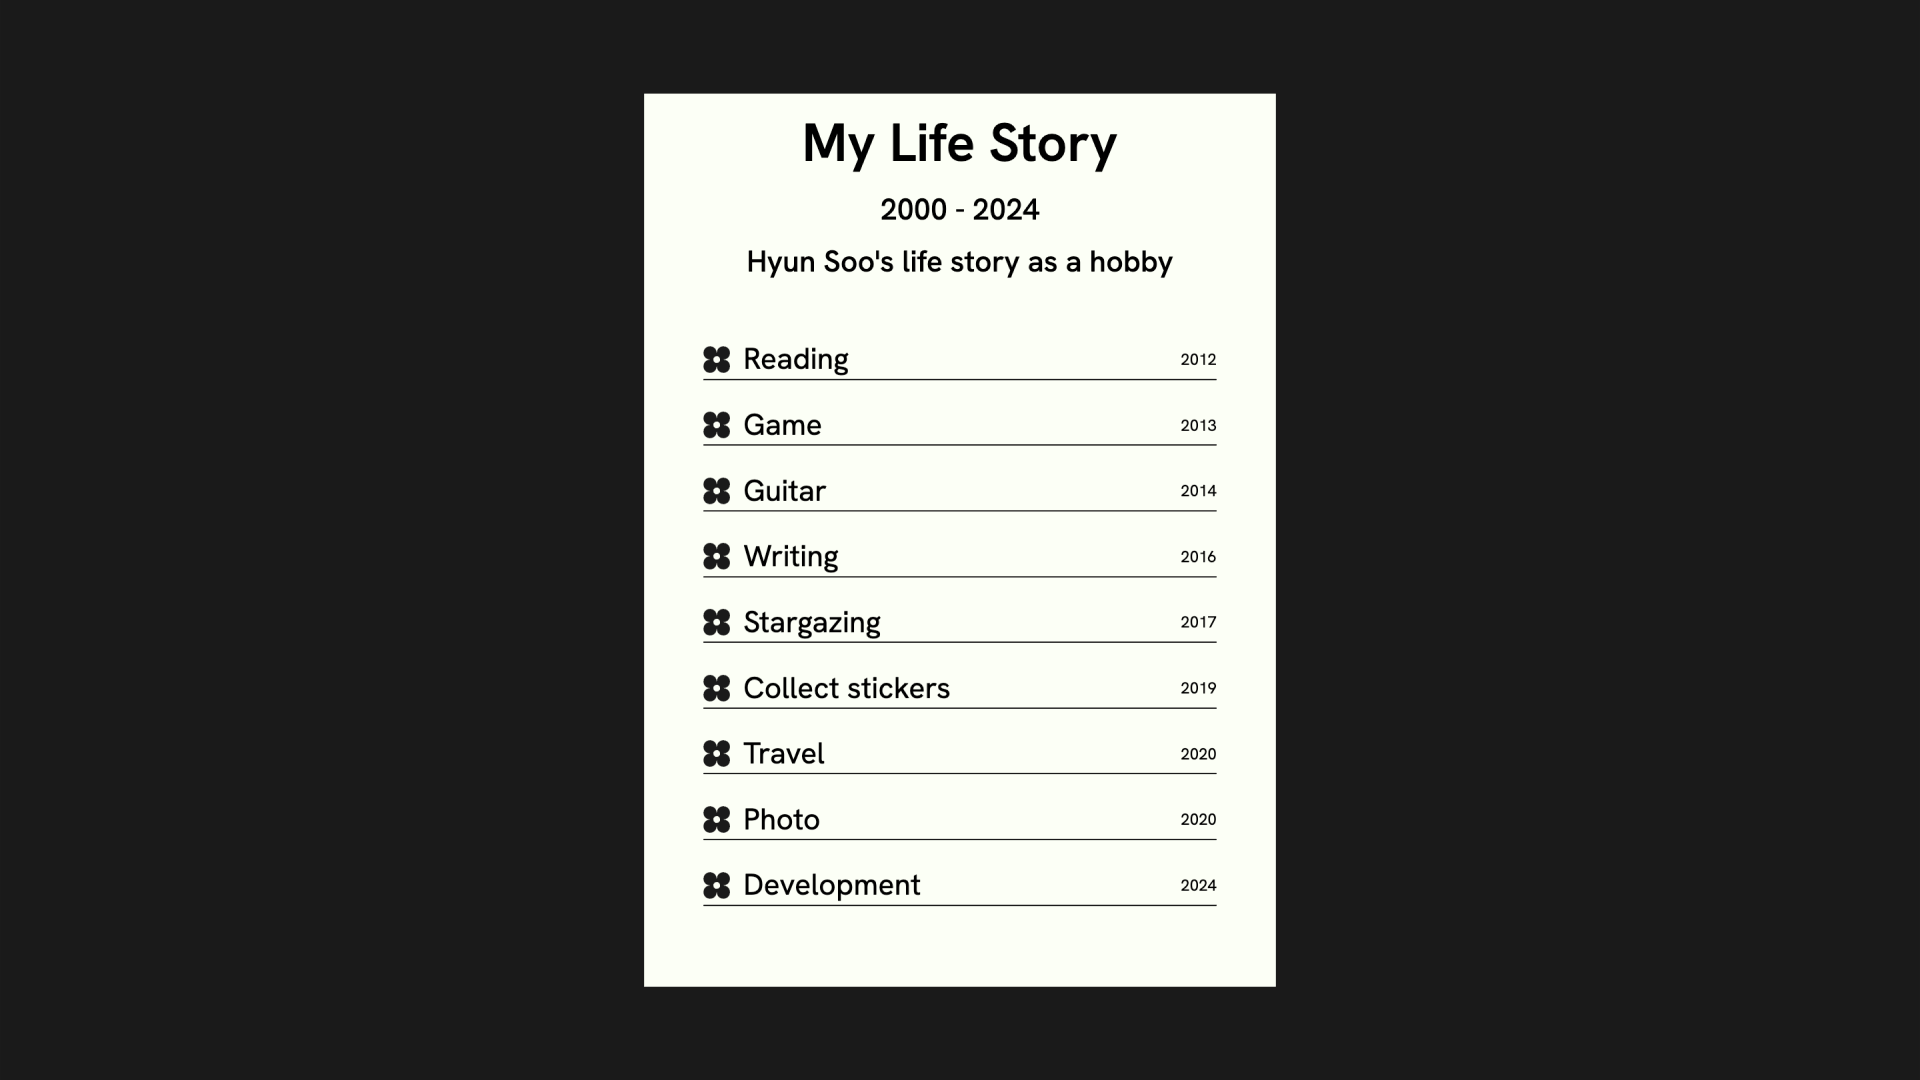 My Life Story
2000 - 2024
Hyun Soo's life story as a hobby
Reading 2012
Game 2013
Guitar 2014
Writing 2016
Stargazing 2017
Collect stickers 2019
Travel 2020
Photo 2020
Development 2024